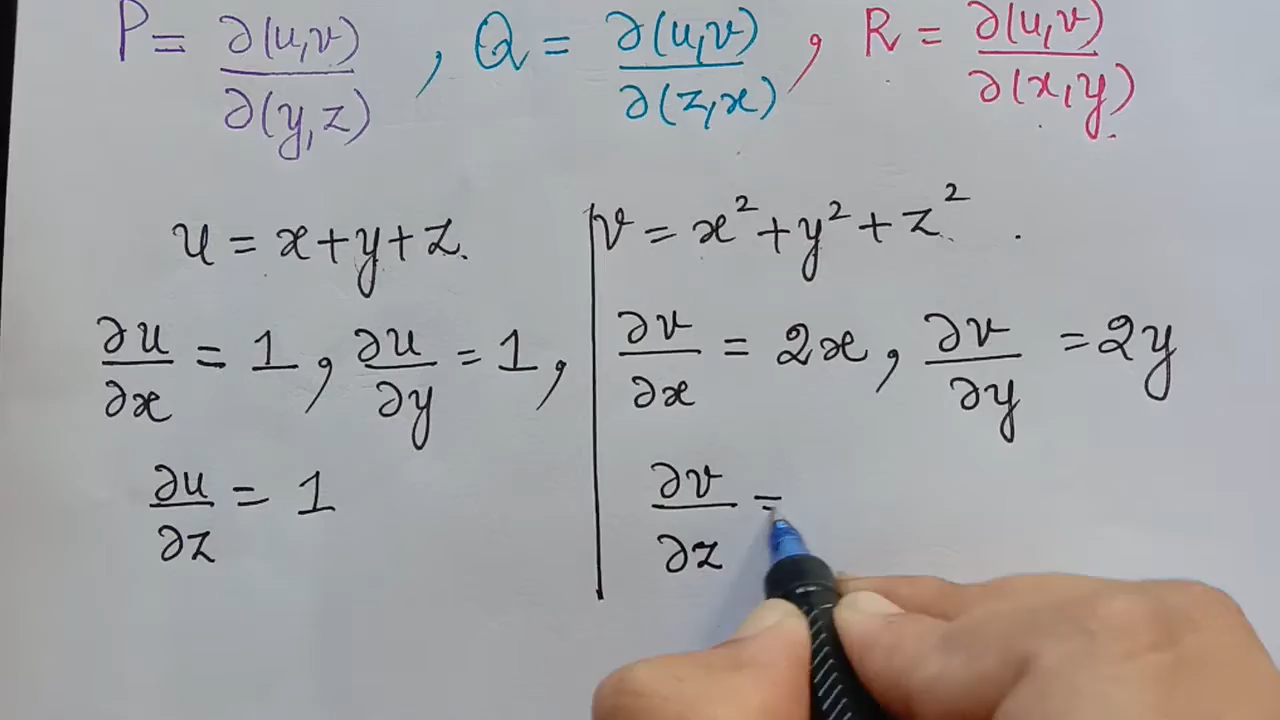 P = ∂(u,v)/∂(y,z) , Q = ∂(u,v)/∂(z,x) , R = ∂(u,v)/∂(x,y).
u = x+y+z.
∂u/∂x = 1, ∂u/∂y = 1,
∂u/∂z = 1
v = x²+y²+z² .
∂v/∂x = 2x, ∂v/∂y = 2y
∂v/∂z =